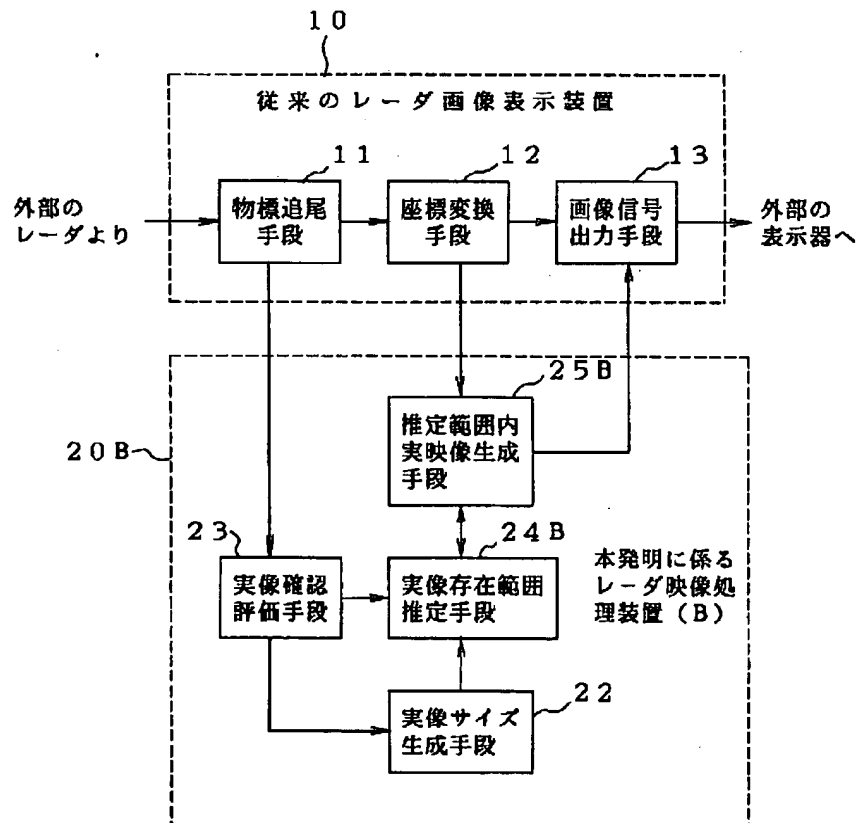 10
従来のレーダ画像表示装置
11
12
13
外部の
レーダより
物標追尾
手段
座標変換
手段
画像信号
出力手段
外部の
表示器へ
25B
推定範囲内
実映像生成
手段
20B
23
24B
実像確認
評価手段
実像存在範囲
推定手段
本発明に係る
レーダ映像処
理装置(B)
22
実像サイズ
生成手段